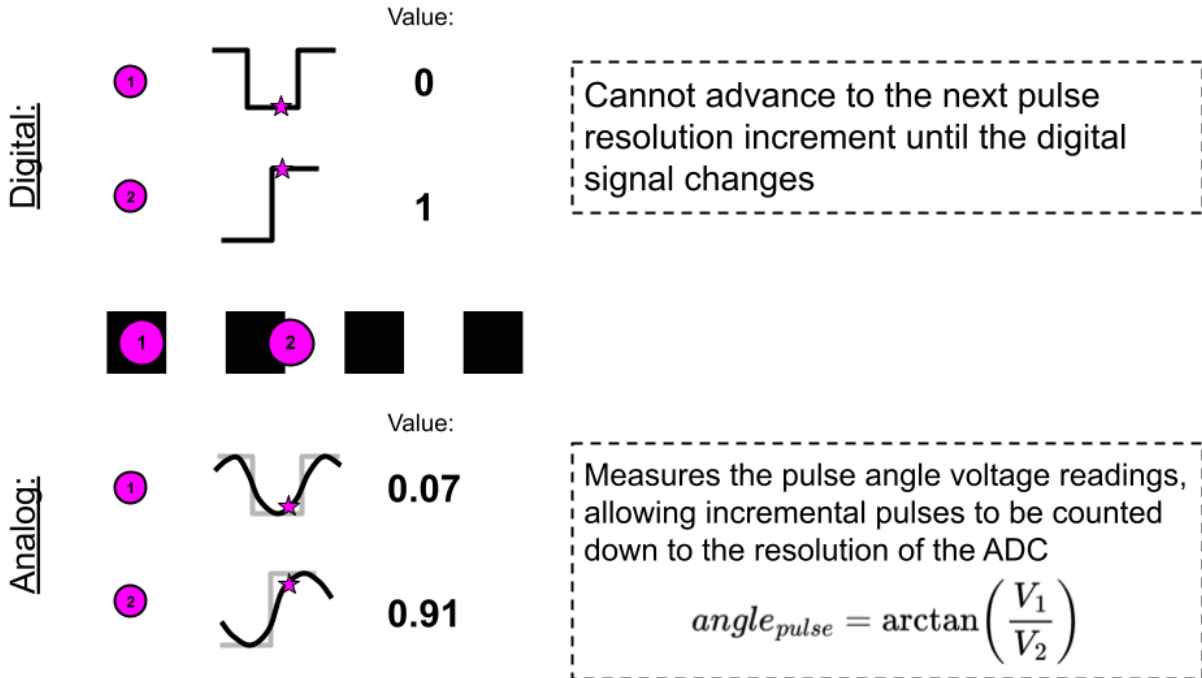 Value:
Digital:
1
0
Cannot advance to the next pulse
resolution increment until the digital
signal changes
2
1
1
2
Value:
Analog:
1
0.07
Measures the pulse angle voltage readings,
allowing incremental pulses to be counted
down to the resolution of the ADC
2
0.91
angle_pulse = arctan(V_1/V_2)